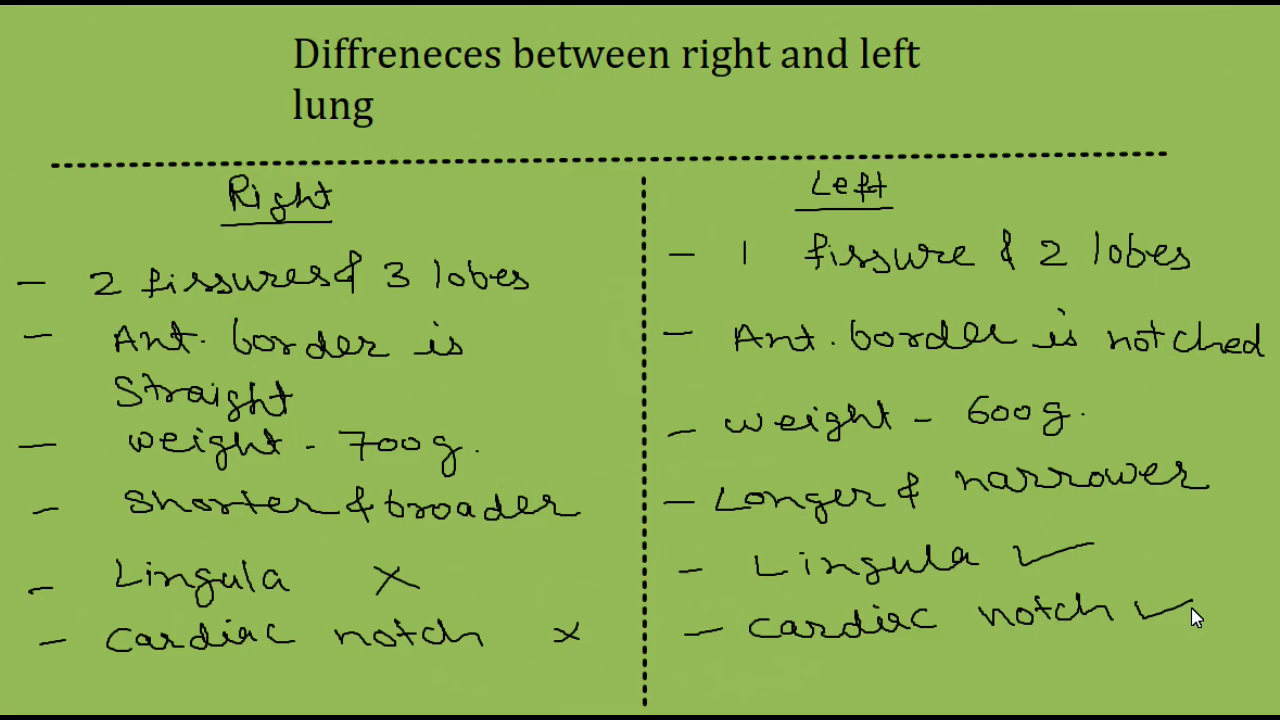 Diffreneces between right and left
lung
Right
- 2 fissures & 3 lobes
- Ant. border is
straight
- weight - 700g.
- Shorter & broader
- Lingula ×
- Cardiac notch ×
Left
- 1 fissure & 2 lobes
- Ant. border is notched
- weight - 600g.
- Longer & narrower
- Lingula ✓
- Cardiac notch ✓